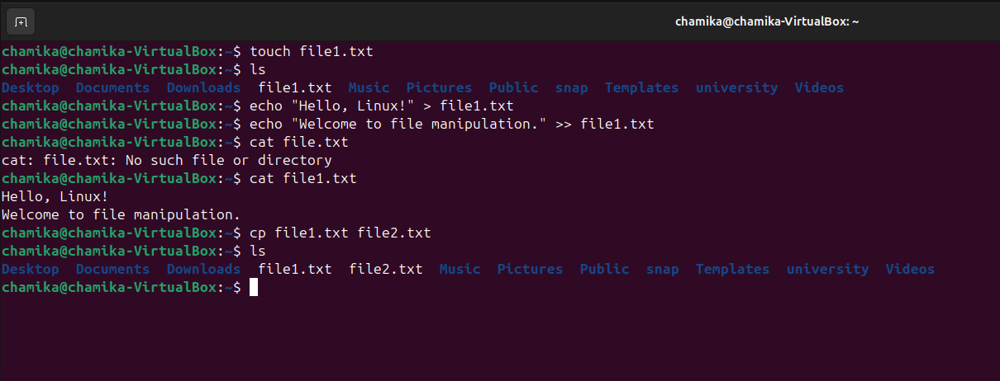 chamika@chamika-VirtualBox: ~
chamika@chamika-VirtualBox:~$ touch file1.txt
chamika@chamika-VirtualBox:~$ ls
Desktop  Documents  Downloads  file1.txt  Music  Pictures  Public  snap  Templates  university  Videos
chamika@chamika-VirtualBox:~$ echo "Hello, Linux!" > file1.txt
chamika@chamika-VirtualBox:~$ echo "Welcome to file manipulation." >> file1.txt
chamika@chamika-VirtualBox:~$ cat file.txt
cat: file.txt: No such file or directory
chamika@chamika-VirtualBox:~$ cat file1.txt
Hello, Linux!
Welcome to file manipulation.
chamika@chamika-VirtualBox:~$ cp file1.txt file2.txt
chamika@chamika-VirtualBox:~$ ls
Desktop  Documents  Downloads  file1.txt  file2.txt  Music  Pictures  Public  snap  Templates  university  Videos
chamika@chamika-VirtualBox:~$